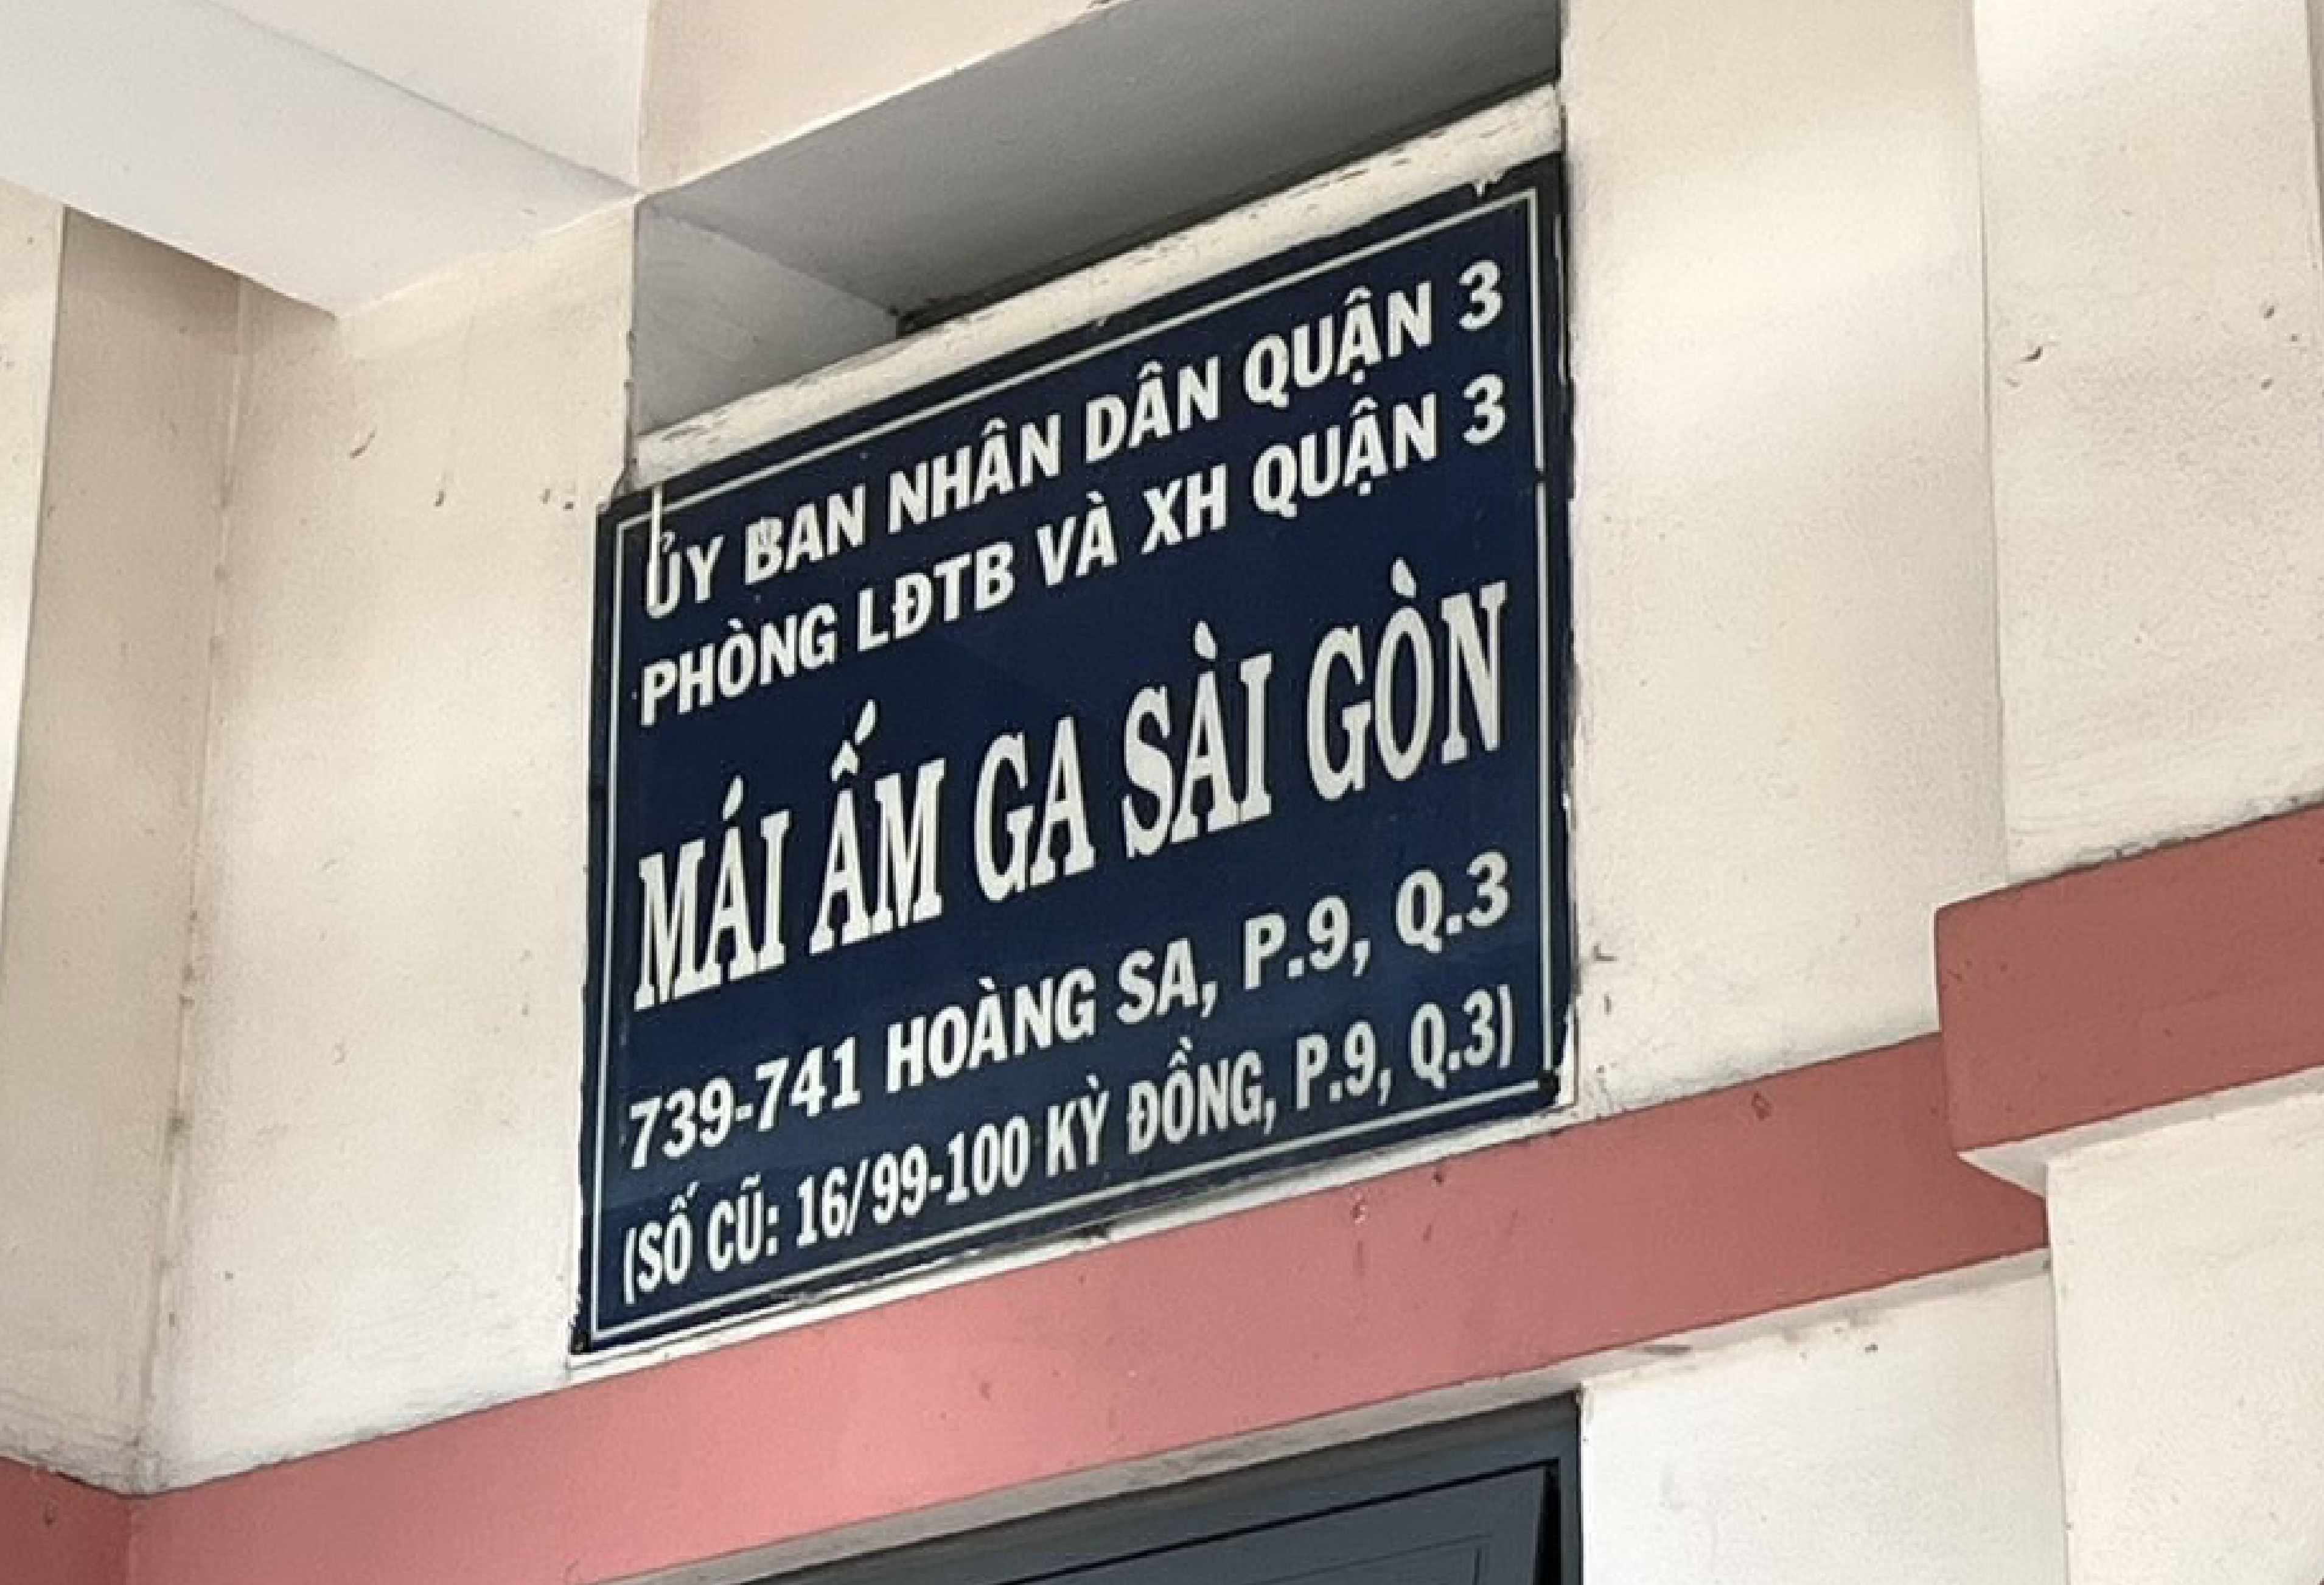 ỦY BAN NHÂN DÂN QUẬN 3
PHÒNG LĐTB VÀ XH QUẬN 3
MÁI ẤM GA SÀI GÒN
739-741 HOÀNG SA, P.9, Q.3
(SỐ CŨ: 16/99-100 KỲ ĐỒNG, P.9, Q.3)